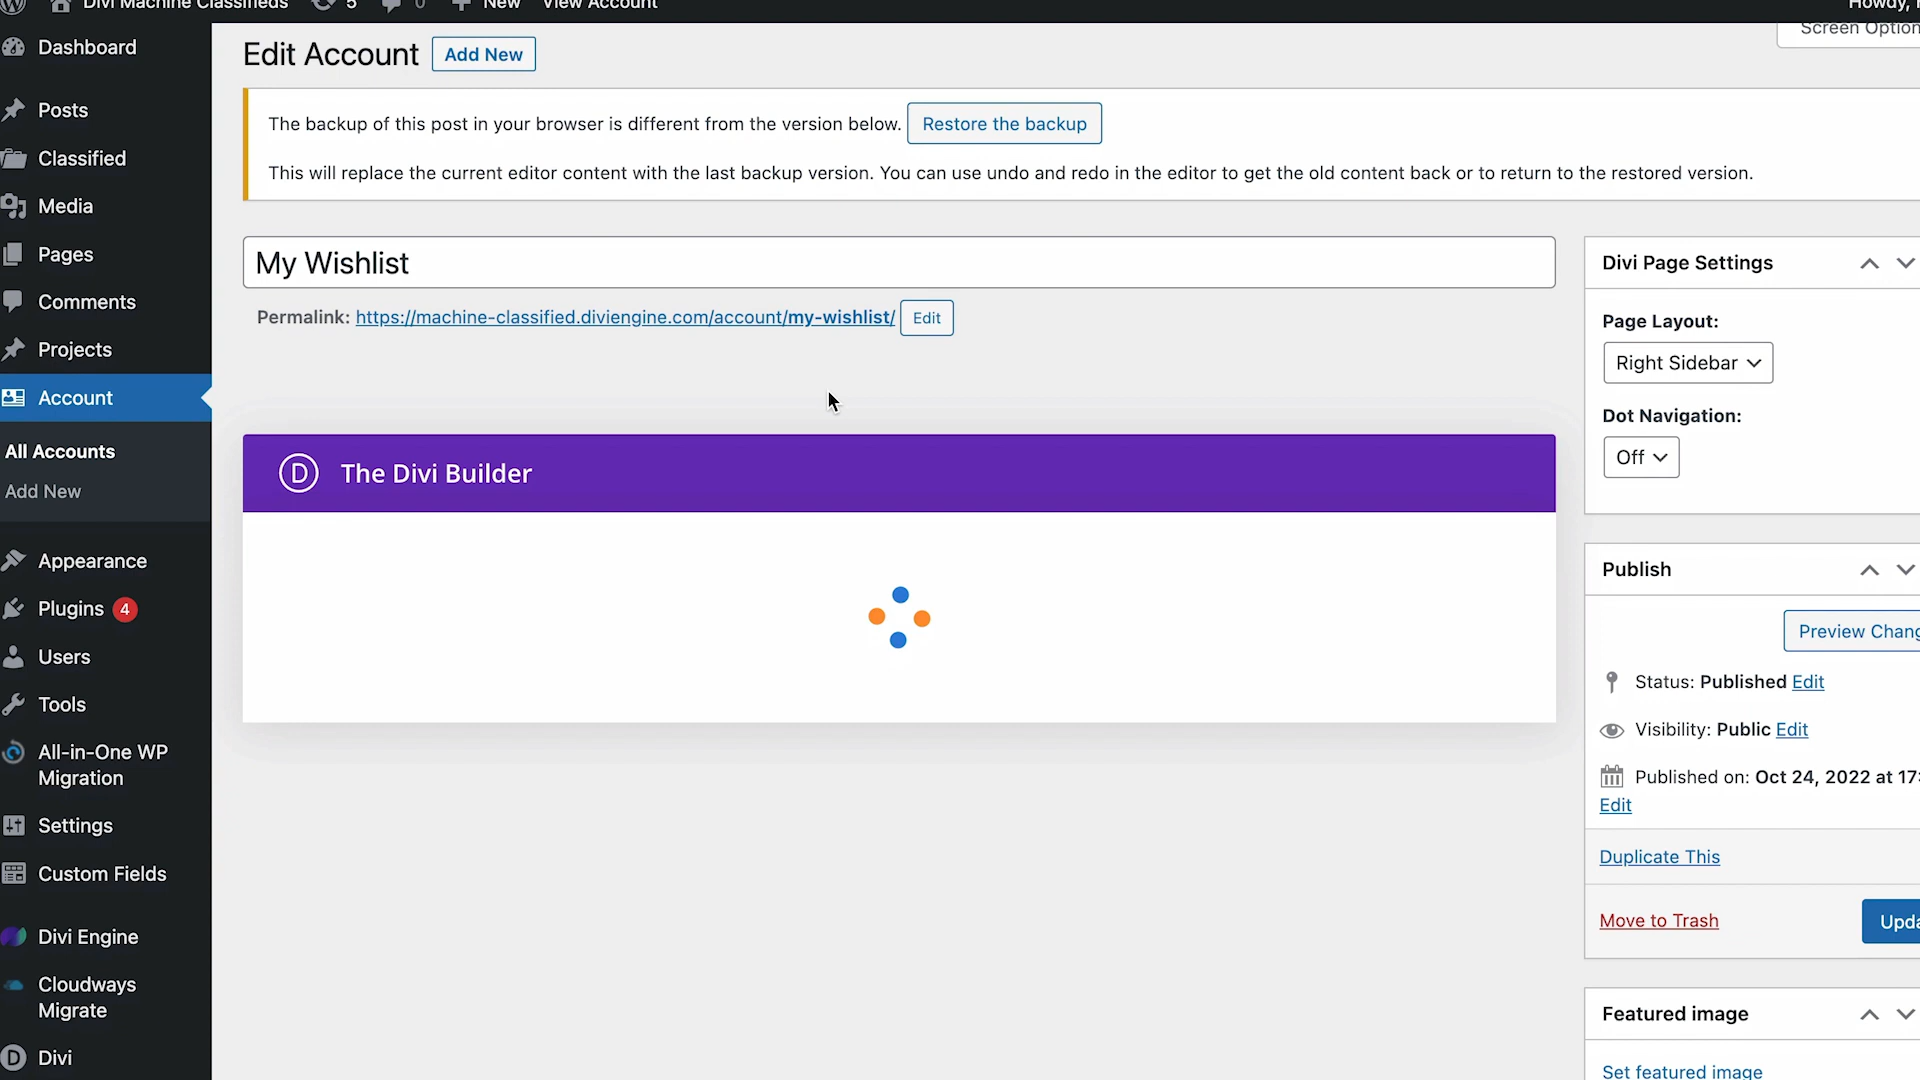 Divi Machine Classifieds 5 0 New View Account Howdy,
Screen Option
Dashboard
Posts
Classified
Media
Pages
Comments
Projects
Account
All Accounts
Add New
Appearance
Plugins 4
Users
Tools
All-in-One WP
Migration
Settings
Custom Fields
Divi Engine
Cloudways
Migrate
Divi
Edit Account Add New
The backup of this post in your browser is different from the version below. Restore the backup
This will replace the current editor content with the last backup version. You can use undo and redo in the editor to get the old content back or to return to the restored version.
My Wishlist
Permalink: https://machine-classified.diviengine.com/account/my-wishlist/ Edit
D The Divi Builder
Divi Page Settings
Page Layout:
Right Sidebar
Dot Navigation:
Off
Publish
Preview Chang
Status: Published Edit
Visibility: Public Edit
Published on: Oct 24, 2022 at 17:
Edit
Duplicate This
Move to Trash Upda
Featured image
Set featured image